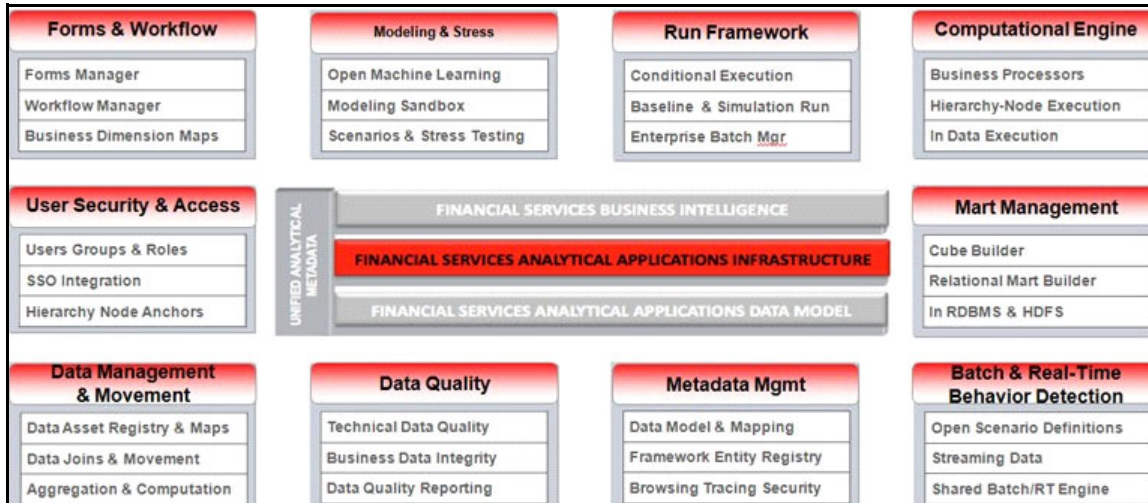 Forms & Workflow
Forms Manager
Workflow Manager
Business Dimension Maps
Modeling & Stress
Open Machine Learning
Modeling Sandbox
Scenarios & Stress Testing
Run Framework
Conditional Execution
Baseline & Simulation Run
Enterprise Batch Mgr
Computational Engine
Business Processors
Hierarchy-Node Execution
In Data Execution
User Security & Access
Users Groups & Roles
SSO Integration
Hierarchy Node Anchors
UNIFIED ANALYTICAL
METADATA
FINANCIAL SERVICES BUSINESS INTELLIGENCE
FINANCIAL SERVICES ANALYTICAL APPLICATIONS INFRASTRUCTURE
FINANCIAL SERVICES ANALYTICAL APPLICATIONS DATA MODEL
Mart Management
Cube Builder
Relational Mart Builder
In RDBMS & HDFS
Data Management
& Movement
Data Asset Registry & Maps
Data Joins & Movement
Aggregation & Computation
Data Quality
Technical Data Quality
Business Data Integrity
Data Quality Reporting
Metadata Mgmt
Data Model & Mapping
Framework Entity Registry
Browsing Tracing Security
Batch & Real-Time
Behavior Detection
Open Scenario Definitions
Streaming Data
Shared Batch/RT Engine